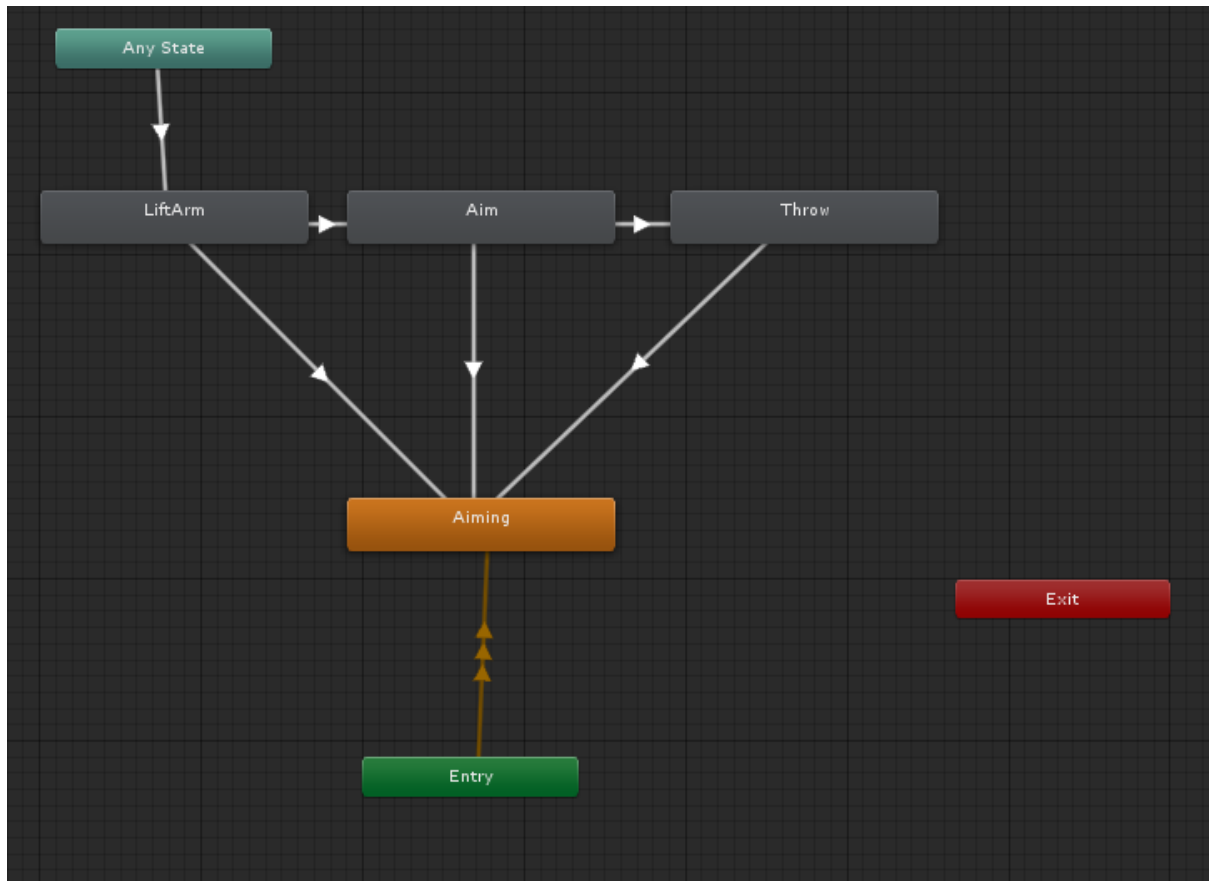 Any State
LiftArm
Aim
Throw
Aiming
Exit
Entry